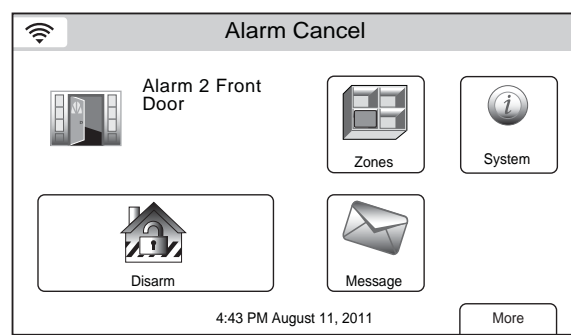 Alarm Cancel
Alarm 2 Front
Door
Zones
System
Disarm
Message
4:43 PM August 11, 2011
More